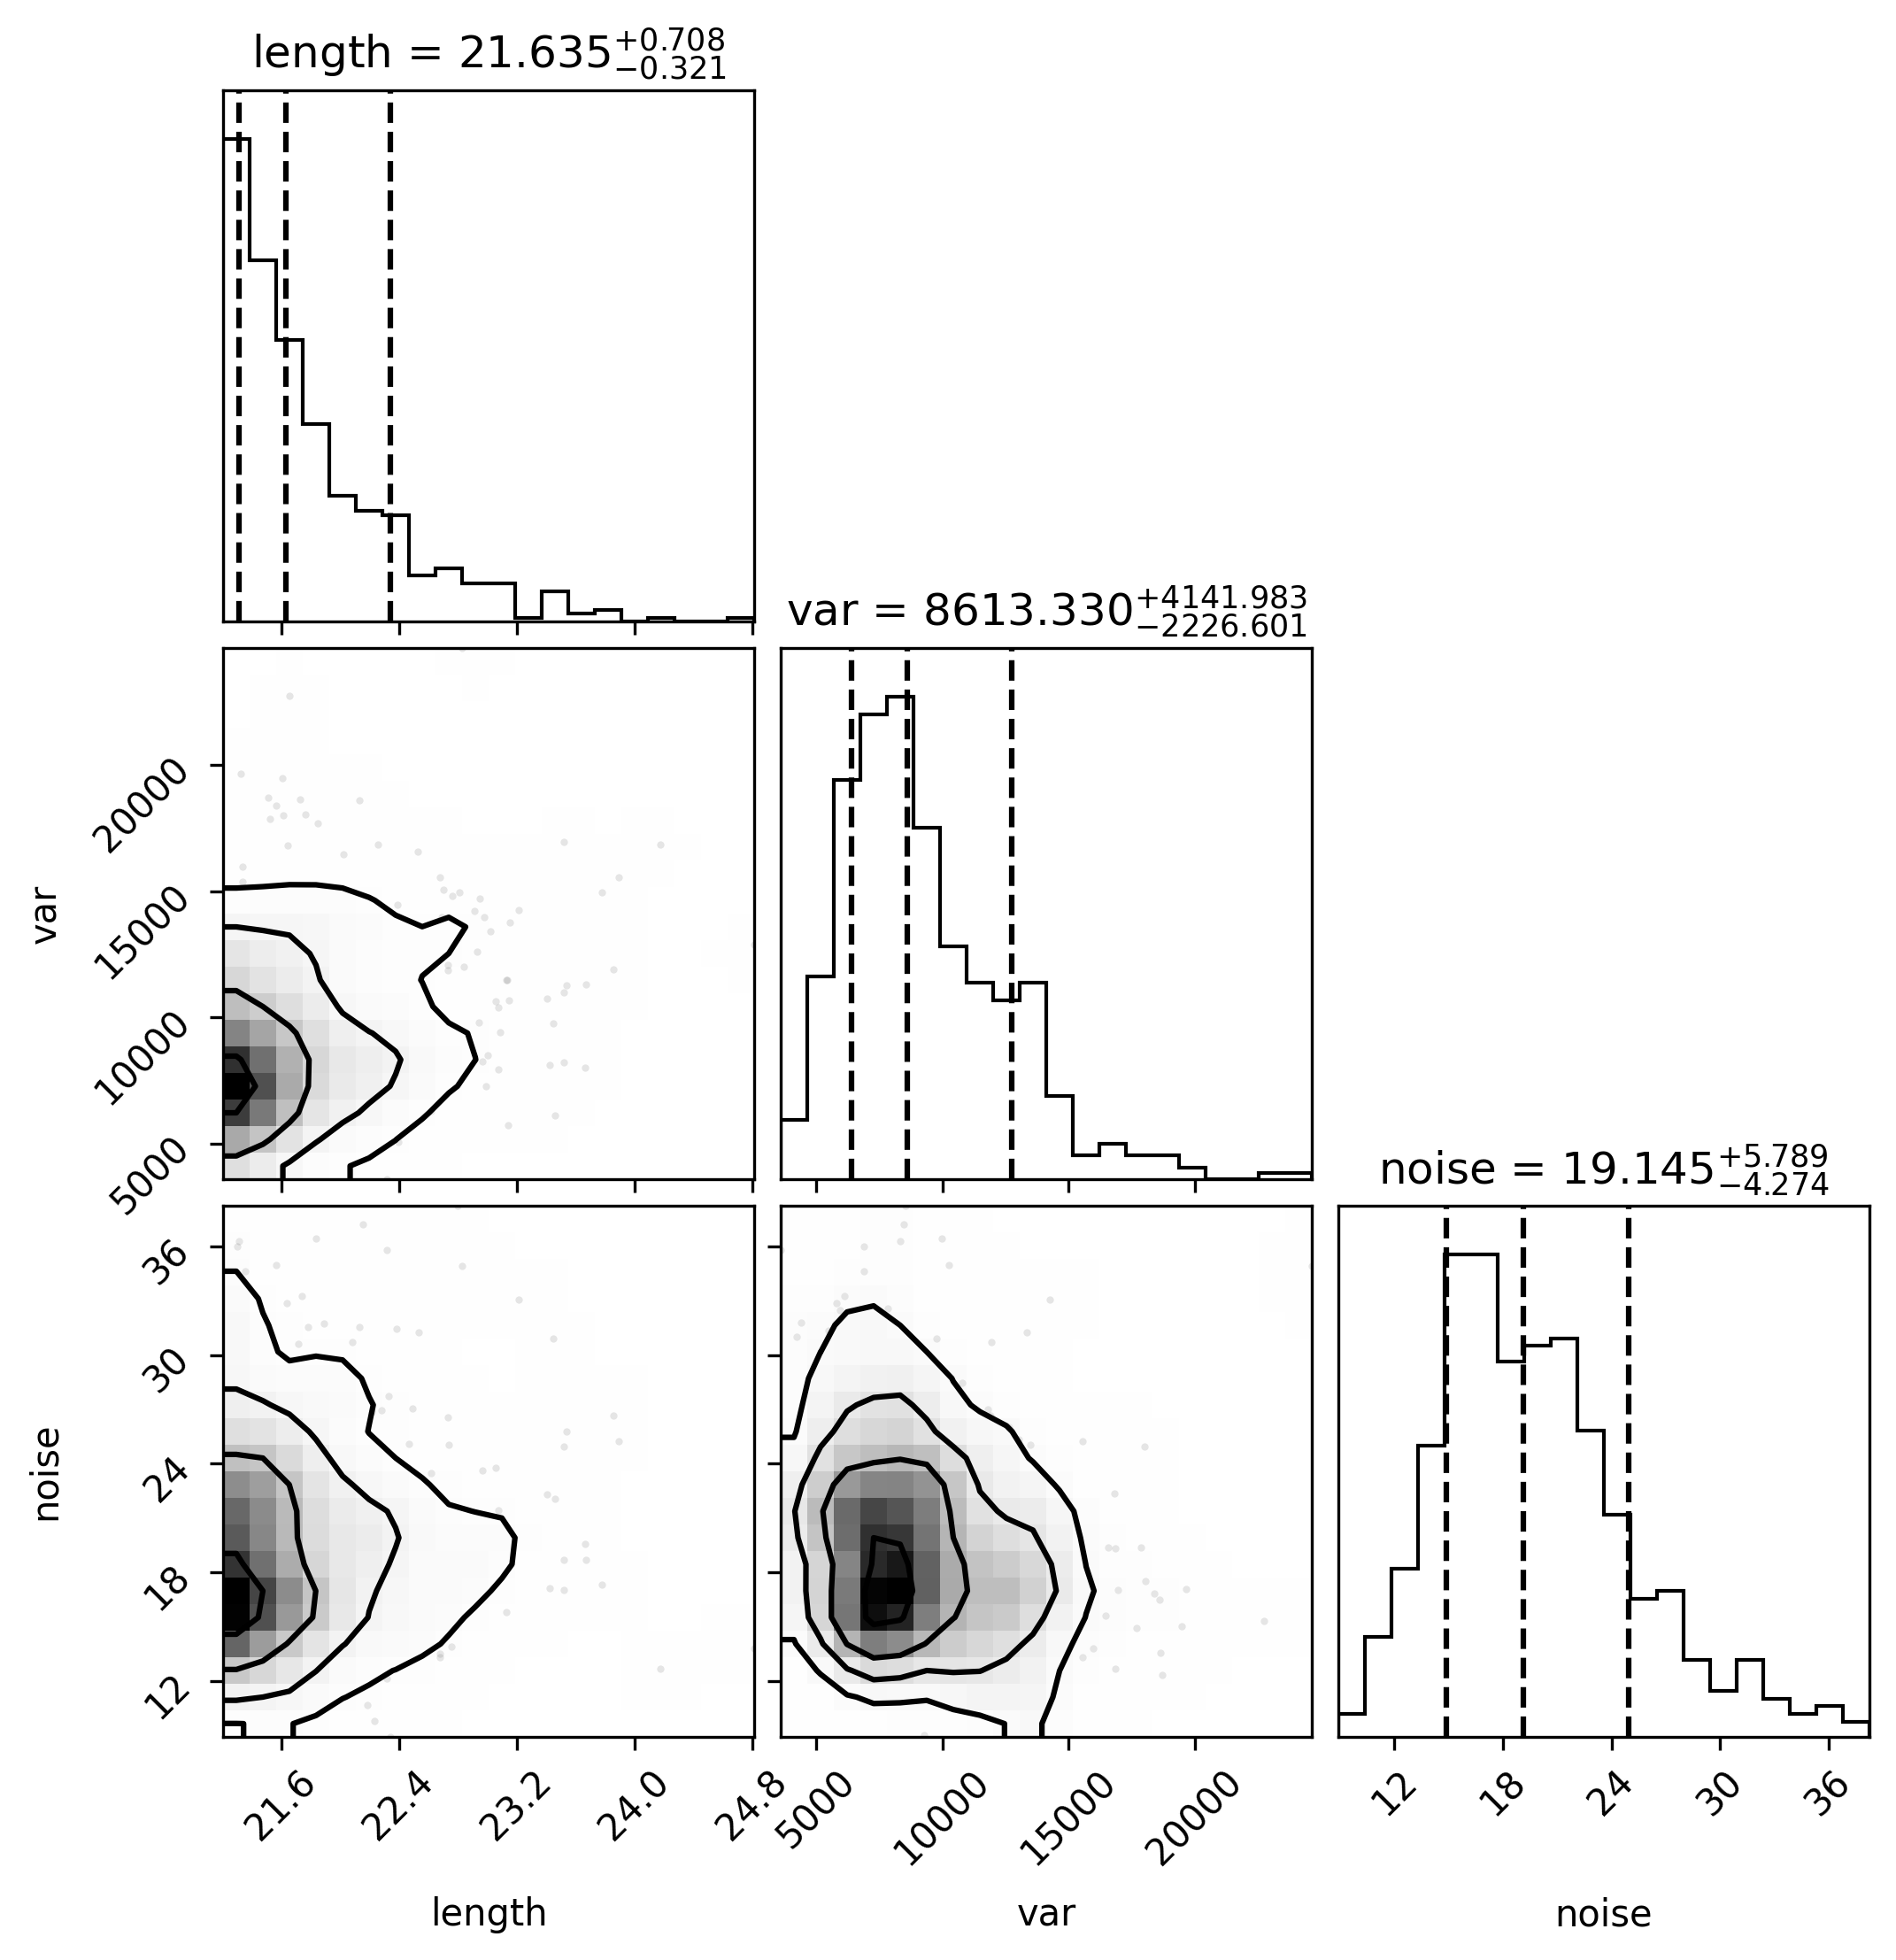 length = 21.635 +0.708 −0.321
var = 8613.330 +4141.983 −2226.601
20000
15000
10000
5000
var
noise = 19.145 +5.789 −4.274
36
30
24
18
12
noise
21.6 22.4 23.2 24.0 24.8
5000 10000 15000 20000
12 18 24 30 36
length var noise